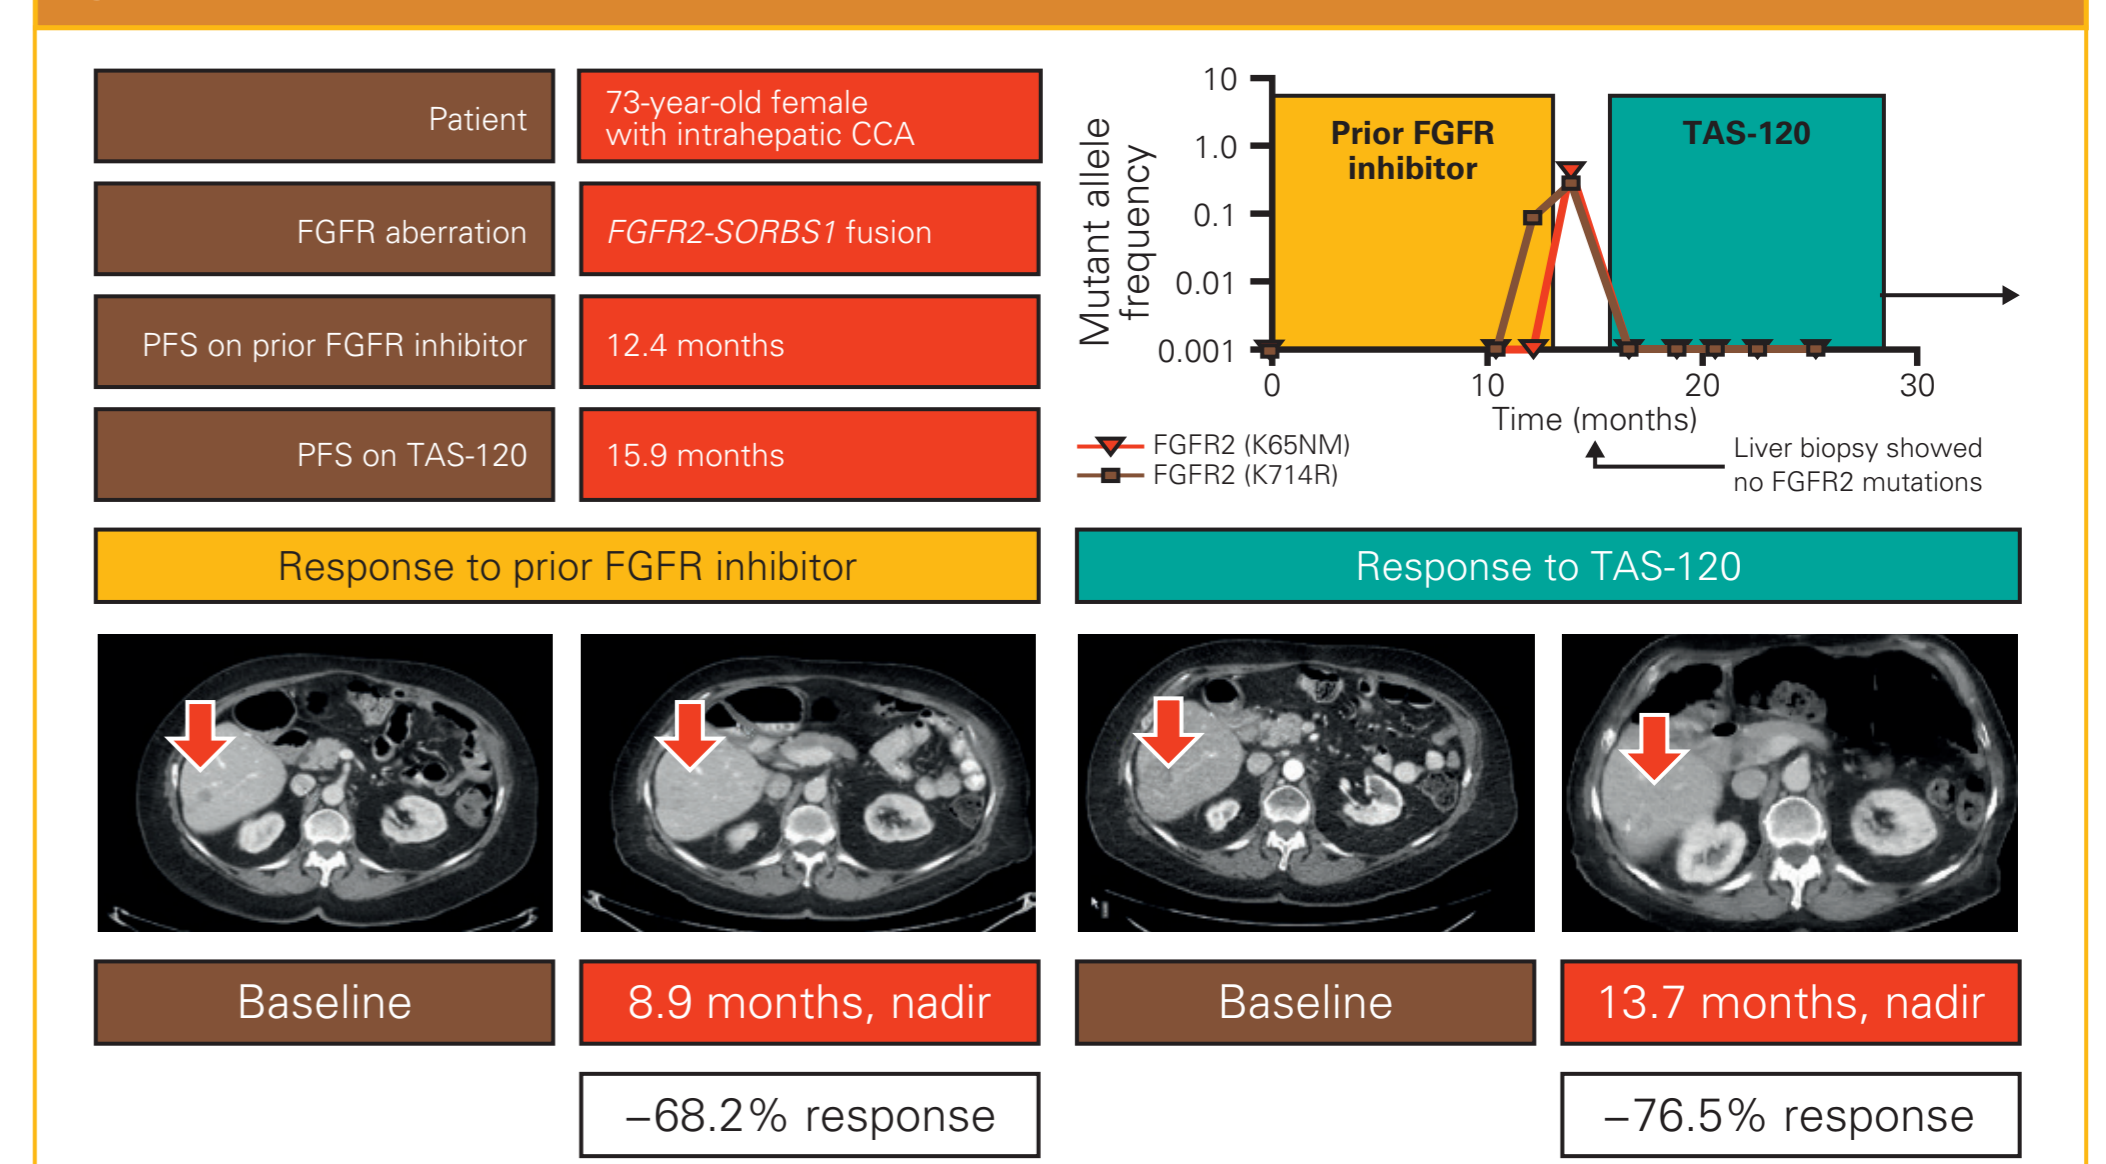 Patient
73-year-old female
with intrahepatic CCA
FGFR aberration
FGFR2-SORBS1 fusion
PFS on prior FGFR inhibitor
12.4 months
PFS on TAS-120
15.9 months
Mutant allele
frequency
10
1.0
0.1
0.01
0.001
Prior FGFR
inhibitor
TAS-120
0
10
20
30
Time (months)
FGFR2 (K65NM)
FGFR2 (K714R)
Liver biopsy showed
no FGFR2 mutations
Response to prior FGFR inhibitor
Response to TAS-120
Baseline
8.9 months, nadir
Baseline
13.7 months, nadir
–68.2% response
–76.5% response